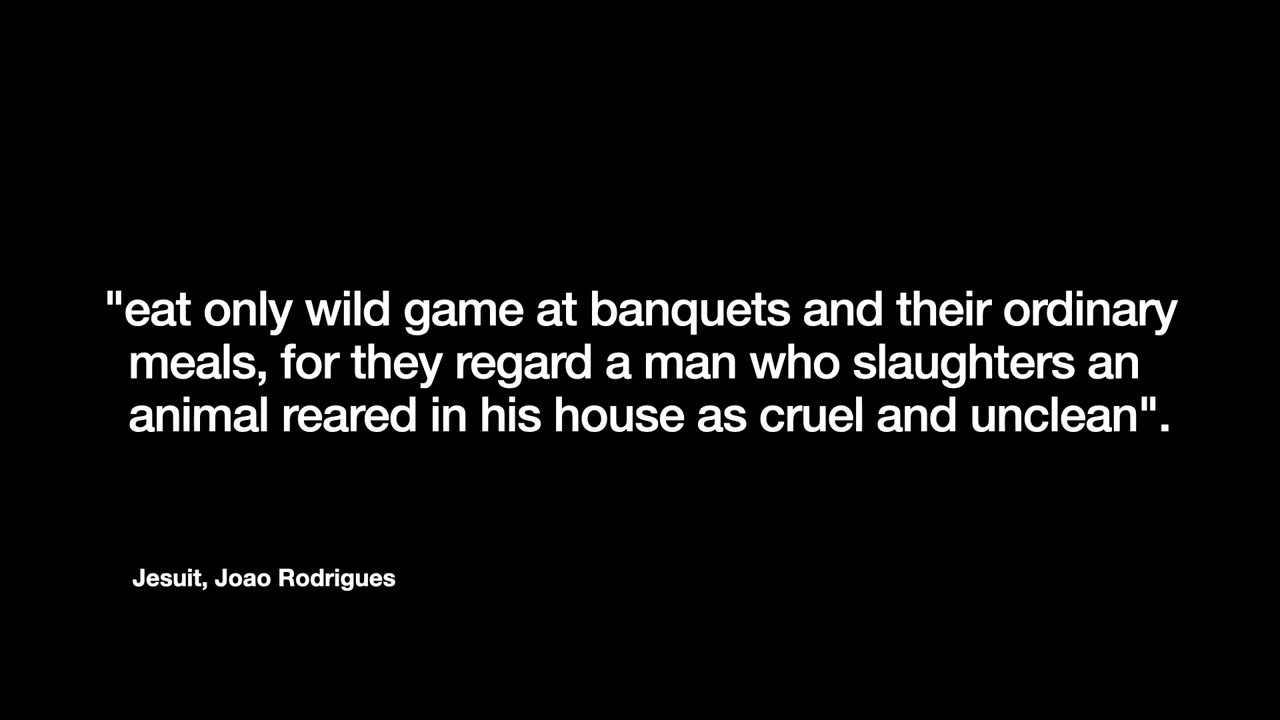 "eat only wild game at banquets and their ordinary
meals, for they regard a man who slaughters an
animal reared in his house as cruel and unclean".
Jesuit, Joao Rodrigues